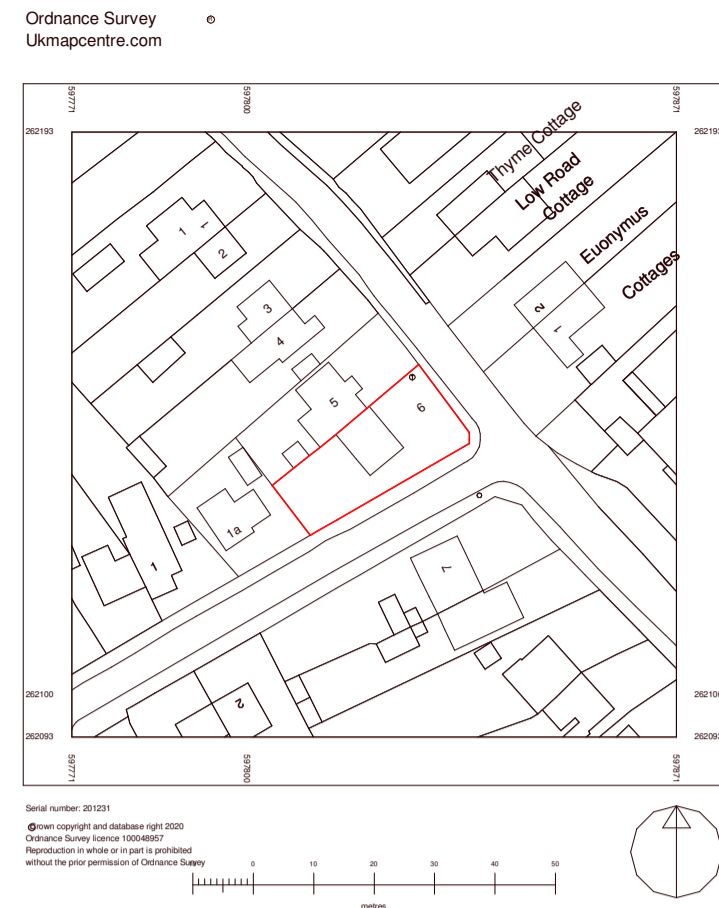 Ordnance Survey
Ukmapcentre.com
597771
597800
597871
262193
262193
Thyme Cottage
Low Road
Cottage
Euonymus
Cottages
1
1
2
3
4
5
6
2
1
1a
1
7
2
262100
262100
262093
262093
597771
597800
597871
Serial number: 201231
©Crown copyright and database right 2020
Ordnance Survey licence 100048957
Reproduction in whole or in part is prohibited
without the prior permission of Ordnance Survey
0
10
20
30
40
50
metres